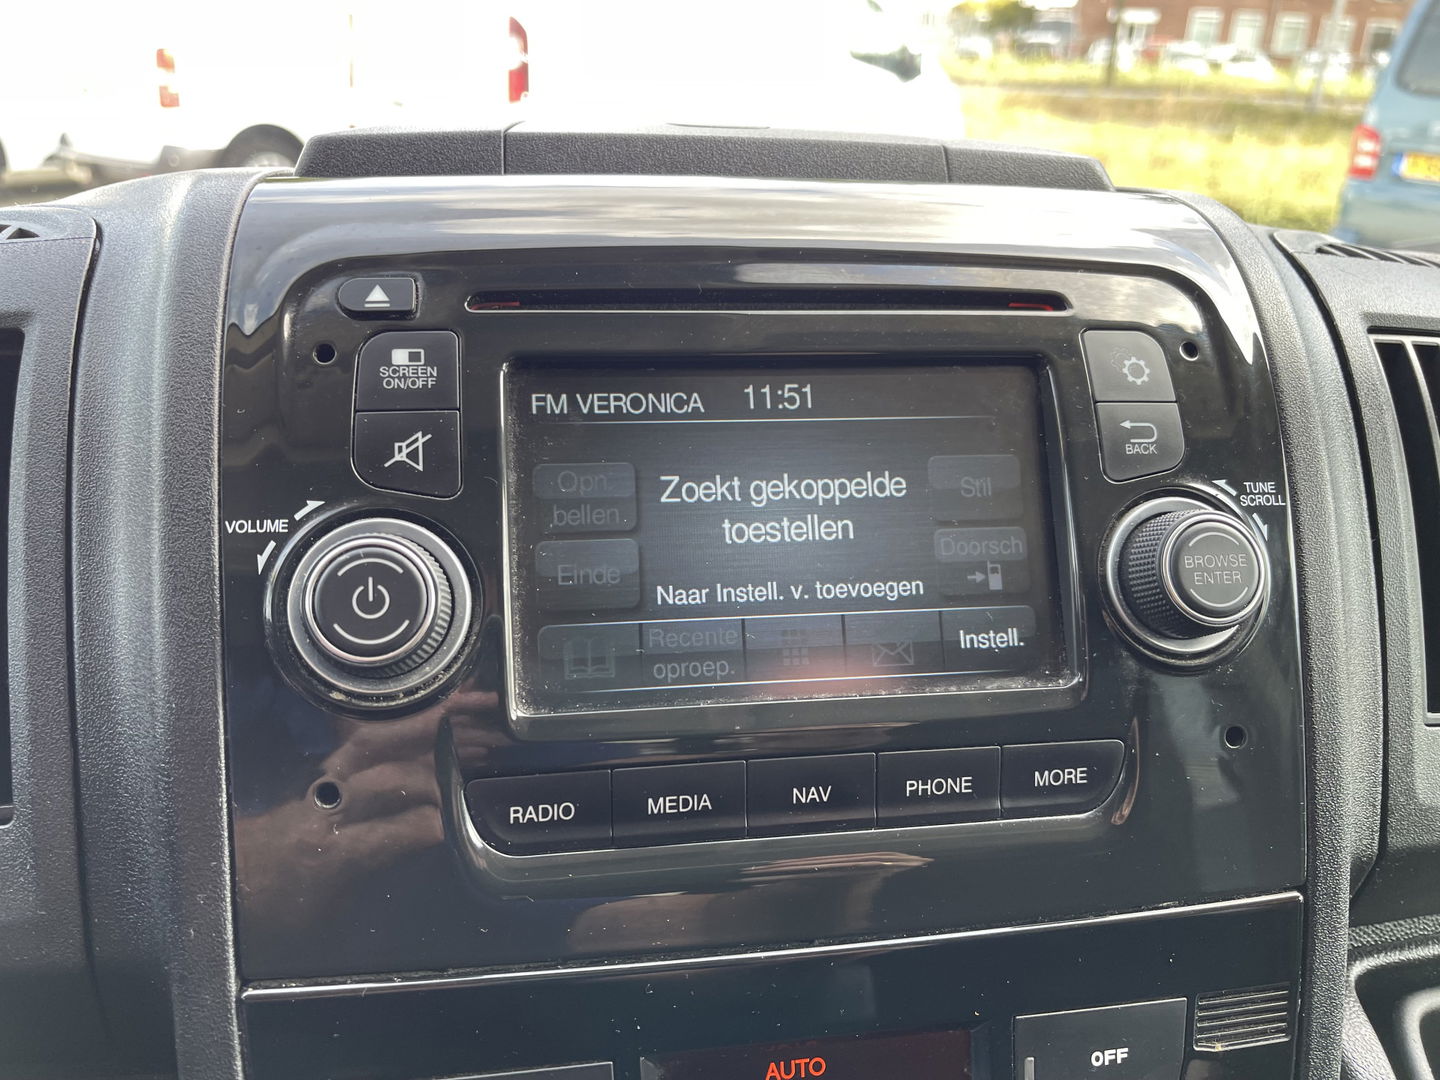 SCREEN
ON/OFF
VOLUME
FM VERONICA 11:51
Opn.
bellen
Zoekt gekoppelde
toestellen
Stil
Einde
Doorsch
Naar Instell. v. toevoegen
Recente
oproep.
Instell.
BACK
TUNE
SCROLL
BROWSE
ENTER
RADIO
MEDIA
NAV
PHONE
MORE
AUTO
OFF